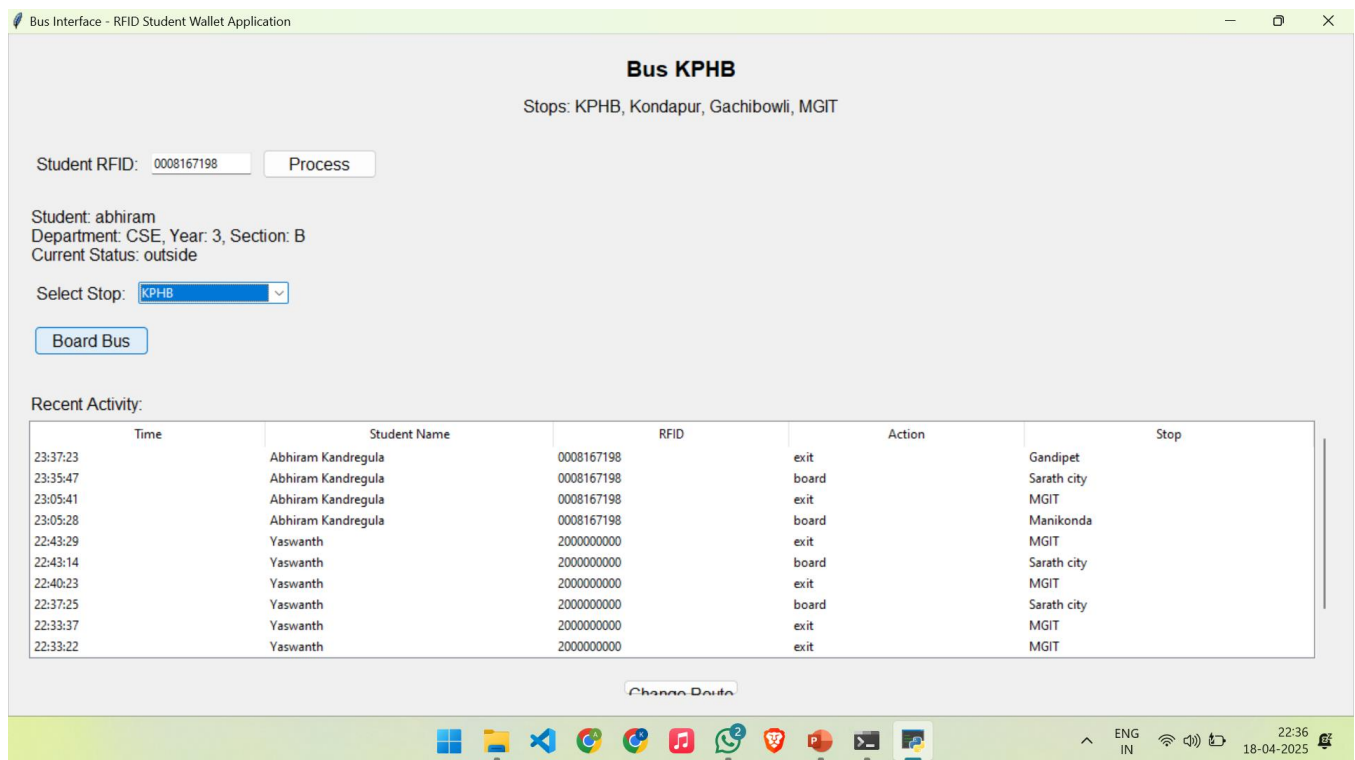 Bus Interface - RFID Student Wallet Application
Bus KPHB
Stops: KPHB, Kondapur, Gachibowli, MGIT
Student RFID: 0008167198 Process
Student: abhiram
Department: CSE, Year: 3, Section: B
Current Status: outside
Select Stop: KPHB
Board Bus
Recent Activity:
Time Student Name RFID Action Stop
23:37:23 Abhiram Kandregula 0008167198 exit Gandipet
23:35:47 Abhiram Kandregula 0008167198 board Sarath city
23:05:41 Abhiram Kandregula 0008167198 exit MGIT
23:05:28 Abhiram Kandregula 0008167198 board Manikonda
22:43:29 Yaswanth 2000000000 exit MGIT
22:43:14 Yaswanth 2000000000 board Sarath city
22:40:23 Yaswanth 2000000000 exit MGIT
22:37:25 Yaswanth 2000000000 board Sarath city
22:33:37 Yaswanth 2000000000 exit MGIT
22:33:22 Yaswanth 2000000000 exit MGIT
Change Route
2
ENG 22:36
IN 18-04-2025